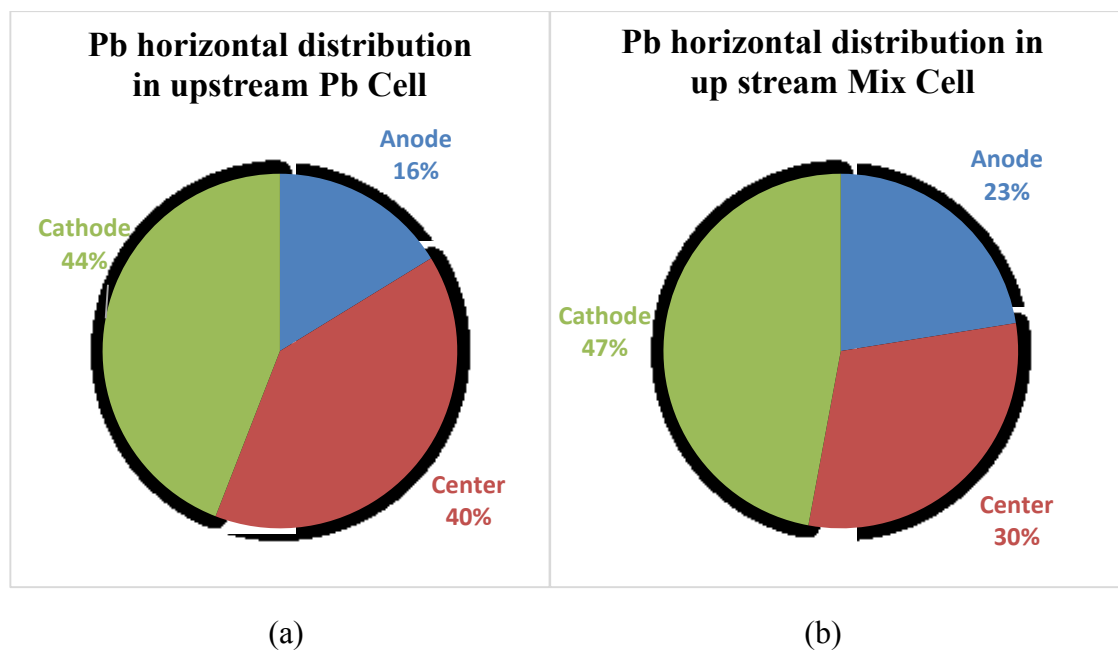 Pb horizontal distribution
in upstream Pb Cell
Anode
16%
Cathode
44%
Center
40%
(a)
Pb horizontal distribution in
up stream Mix Cell
Anode
23%
Cathode
47%
Center
30%
(b)